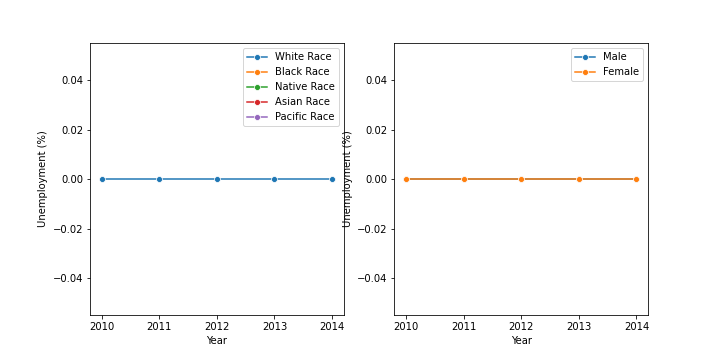 White Race
Black Race
Native Race
Asian Race
Pacific Race
0.04
0.02
0.00
−0.02
−0.04
Unemployment (%)
2010 2011 2012 2013 2014
Year
Male
Female
0.04
0.02
0.00
−0.02
−0.04
Unemployment (%)
2010 2011 2012 2013 2014
Year